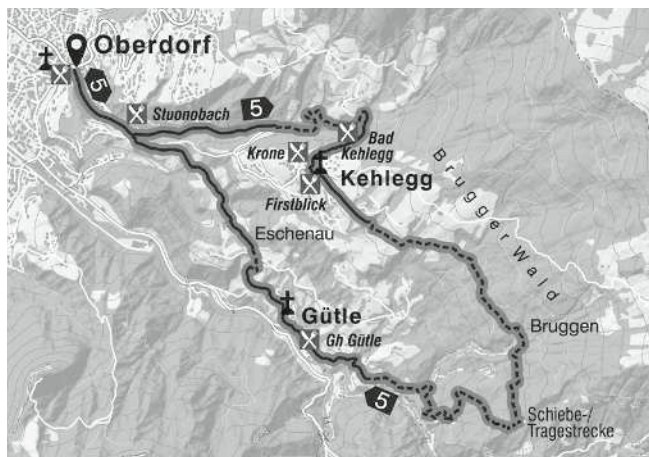 Oberdorf
5
Stuonobach
5
Krone
Bad
Kehlegg
Kehlegg
Firstblick
Brugger Wald
Eschenau
Gütle
Bruggen
Gh Gütle
5
Schiebe-/
Tragestrecke